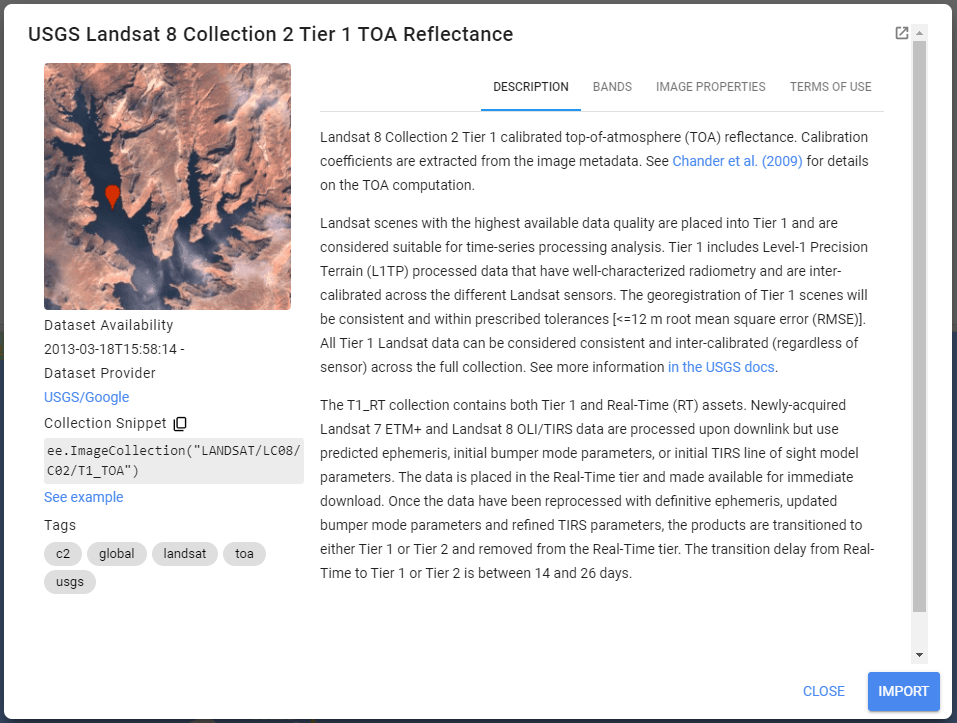 USGS Landsat 8 Collection 2 Tier 1 TOA Reflectance
DESCRIPTION BANDS IMAGE PROPERTIES TERMS OF USE
Dataset Availability
2013-03-18T15:58:14 -
Dataset Provider
USGS/Google
Collection Snippet
ee.ImageCollection("LANDSAT/LC08/
C02/T1_TOA")
See example
Tags
c2 global landsat toa
usgs
Landsat 8 Collection 2 Tier 1 calibrated top-of-atmosphere (TOA) reflectance. Calibration
coefficients are extracted from the image metadata. See Chander et al. (2009) for details
on the TOA computation.
Landsat scenes with the highest available data quality are placed into Tier 1 and are
considered suitable for time-series processing analysis. Tier 1 includes Level-1 Precision
Terrain (L1TP) processed data that have well-characterized radiometry and are inter-
calibrated across the different Landsat sensors. The georegistration of Tier 1 scenes will
be consistent and within prescribed tolerances [<=12 m root mean square error (RMSE)].
All Tier 1 Landsat data can be considered consistent and inter-calibrated (regardless of
sensor) across the full collection. See more information in the USGS docs.
The T1_RT collection contains both Tier 1 and Real-Time (RT) assets. Newly-acquired
Landsat 7 ETM+ and Landsat 8 OLI/TIRS data are processed upon downlink but use
predicted ephemeris, initial bumper mode parameters, or initial TIRS line of sight model
parameters. The data is placed in the Real-Time tier and made available for immediate
download. Once the data have been reprocessed with definitive ephemeris, updated
bumper mode parameters and refined TIRS parameters, the products are transitioned to
either Tier 1 or Tier 2 and removed from the Real-Time tier. The transition delay from Real-
Time to Tier 1 or Tier 2 is between 14 and 26 days.
CLOSE IMPORT